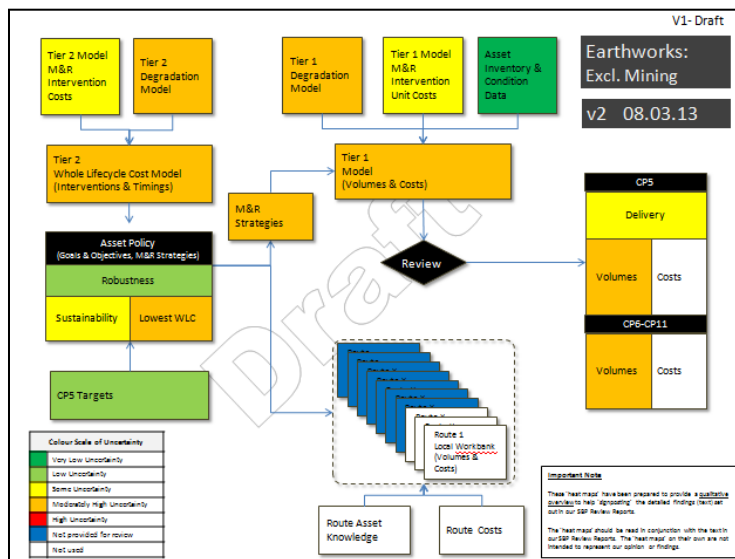 V1- Draft
Earthworks:
Excl. Mining
v2 08.03.13
Tier 2 Model
M&R
Intervention
Costs
Tier 2
Degradation
Model
Tier 1
Degradation
Model
Tier 1 Model
M&R
Intervention
Unit Costs
Asset
Inventory &
Condition
Data
Tier 2
Whole Lifecycle Cost Model
(Interventions & Timings)
Tier 1
Model
(Volumes & Costs)
M&R
Strategies
Asset Policy
(Goals & Objectives, M&R Strategies)
Robustness
Sustainability
Lowest WLC
CP5 Targets
Review
CP5
Delivery
Volumes
Costs
CP6-CP11
Volumes
Costs
Draft
Route 1
Local Workbank
(Volumes &
Costs)
Route Asset
Knowledge
Route Costs
Colour Scale of Uncertainty
Very Low Uncertainty
Low Uncertainty
Some Uncertainty
Moderately High Uncertainty
High Uncertainty
Not provided for review
Not used
Important Note
These 'heat maps' have been prepared to provide a qualitative
overview to help 'signposting' the detailed findings (text) set
out in our SBP Review Reports.
The 'heat maps' should be read in conjunction with the text in
our SBP Review Reports. The 'heat maps' on their own are not
intended to represent our opinion or findings.